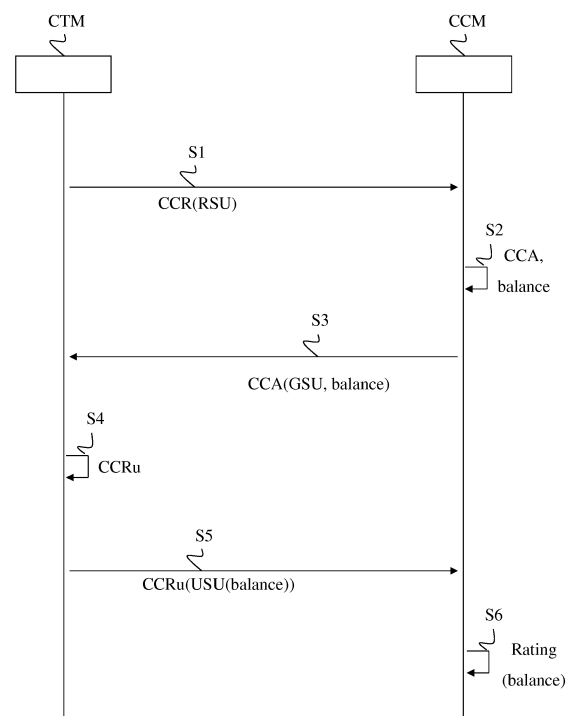 CTM
CCM
S1
CCR(RSU)
S2
CCA,
balance
S3
CCA(GSU, balance)
S4
CCRu
S5
CCRu(USU(balance))
S6
Rating
(balance)